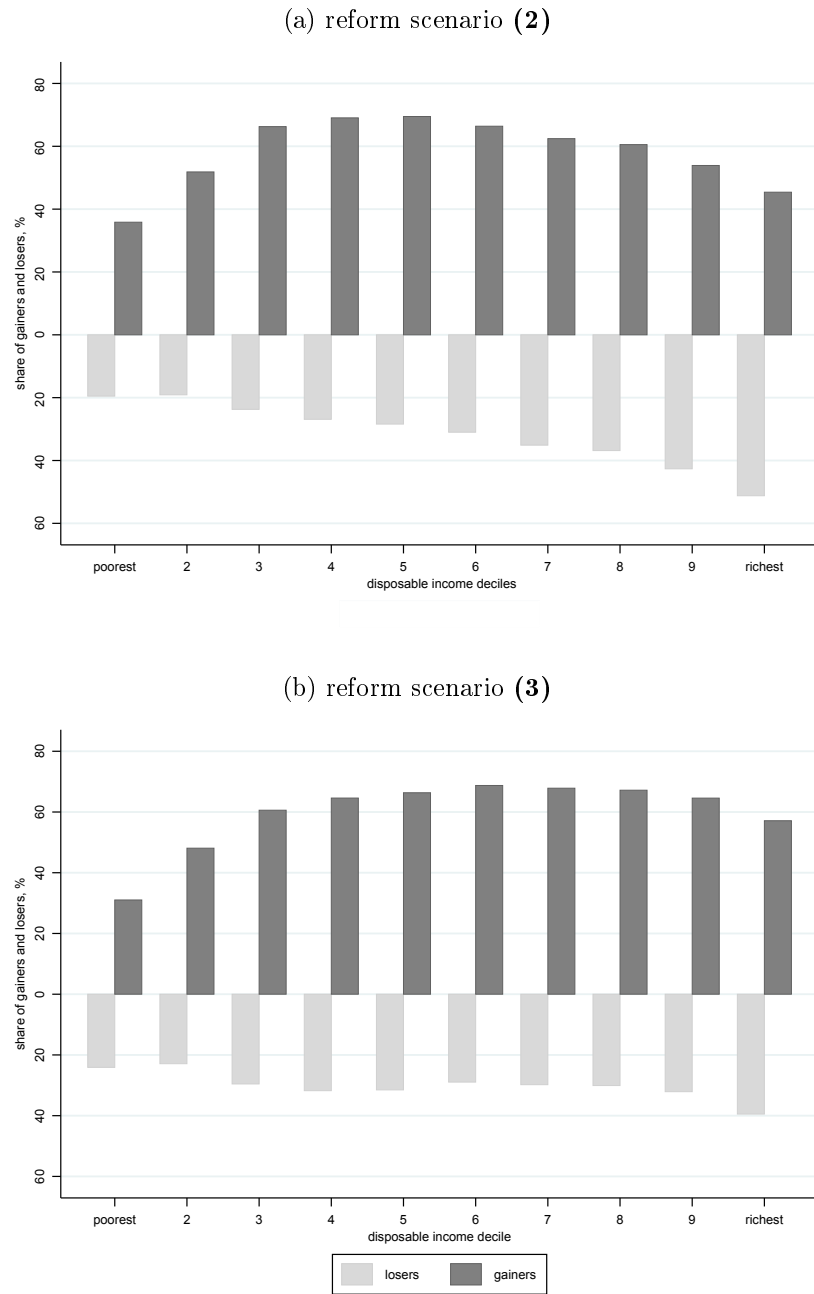 (a) reform scenario (2)
share of gainers and losers, %
80
60
40
20
0
20
40
60
poorest 2 3 4 5 6 7 8 9 richest
disposable income deciles
(b) reform scenario (3)
share of gainers and losers, %
80
60
40
20
0
20
40
60
poorest 2 3 4 5 6 7 8 9 richest
disposable income decile
losers gainers